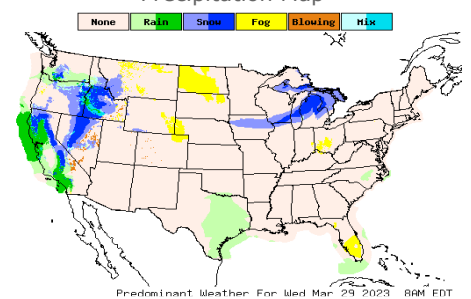 Precipitation Map
None Rain Snow Fog Blowing Mix
Predominant Weather For Wed Mar 29 2023 8AM EDT